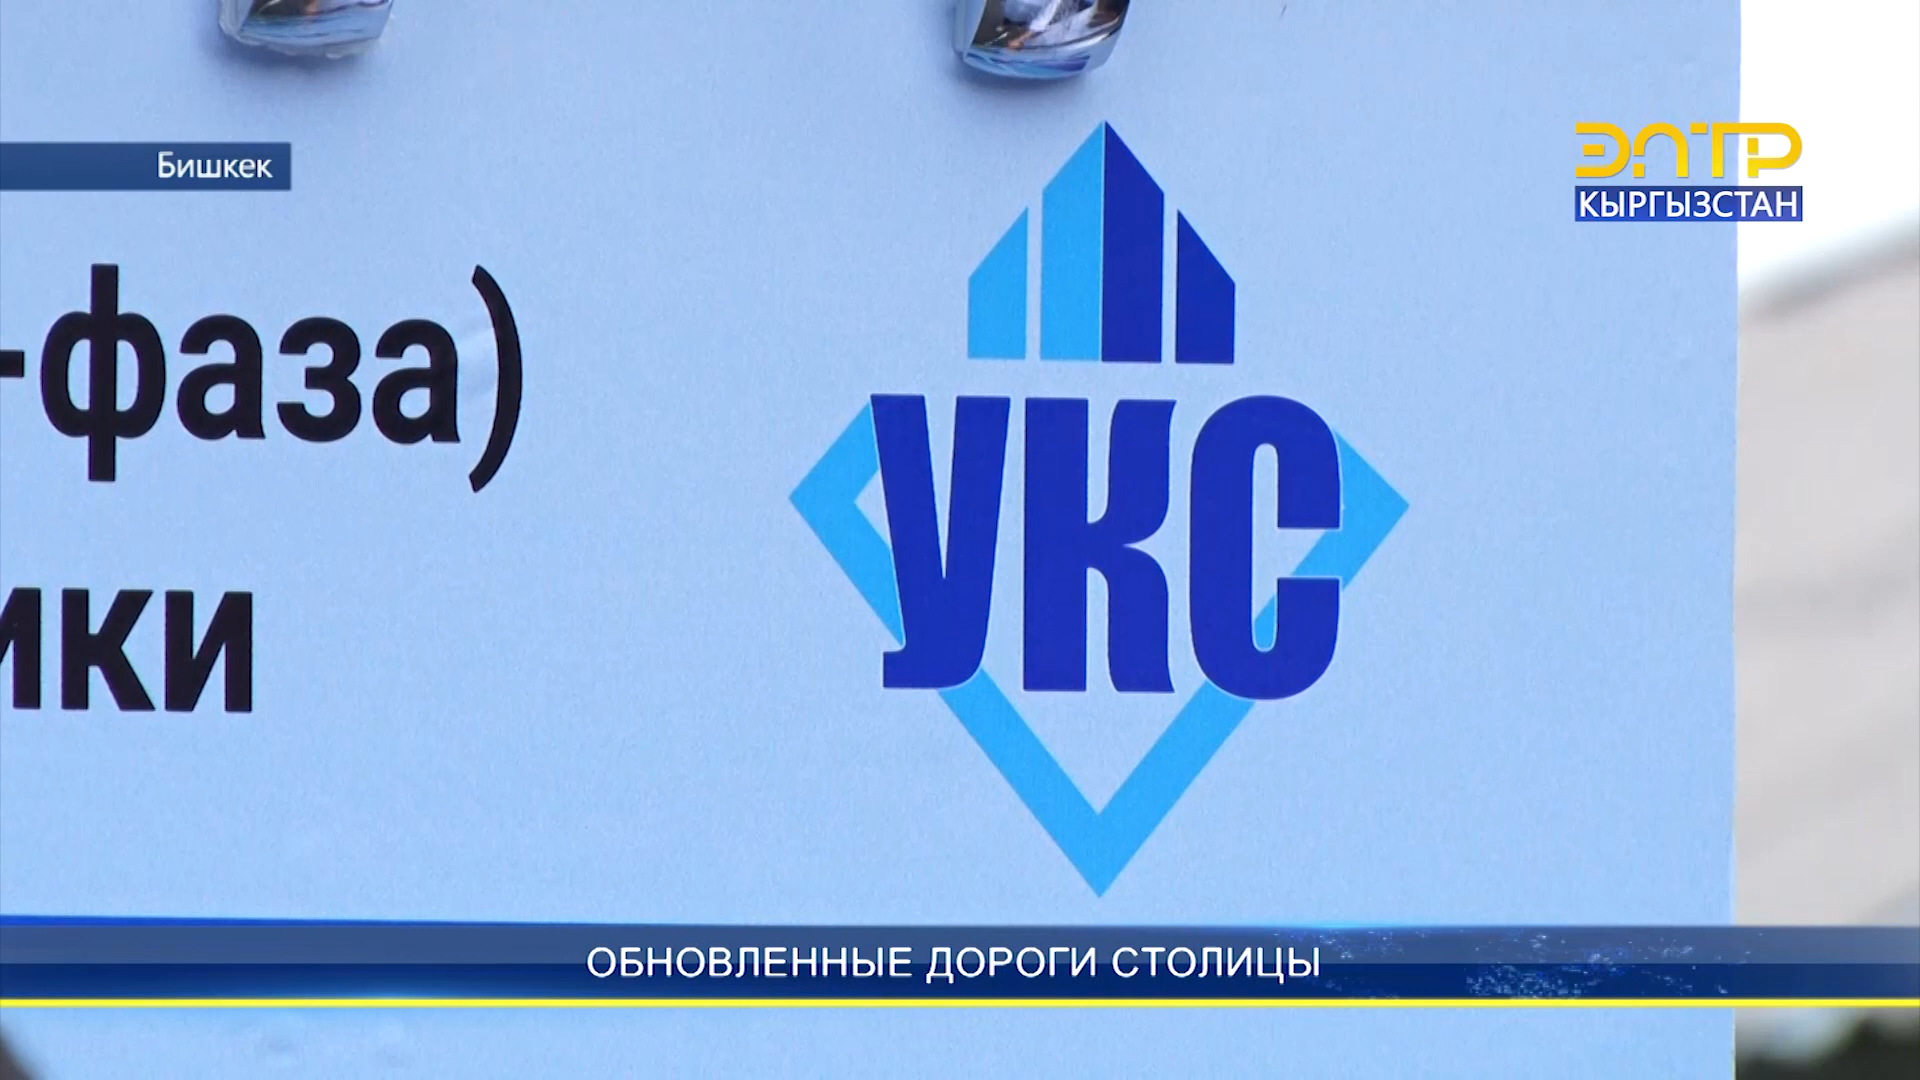 Бишкек
ЭЛТР
КЫРГЫЗСТАН
-фаза)
ики
УКС
ОБНОВЛЕННЫЕ ДОРОГИ СТОЛИЦЫ